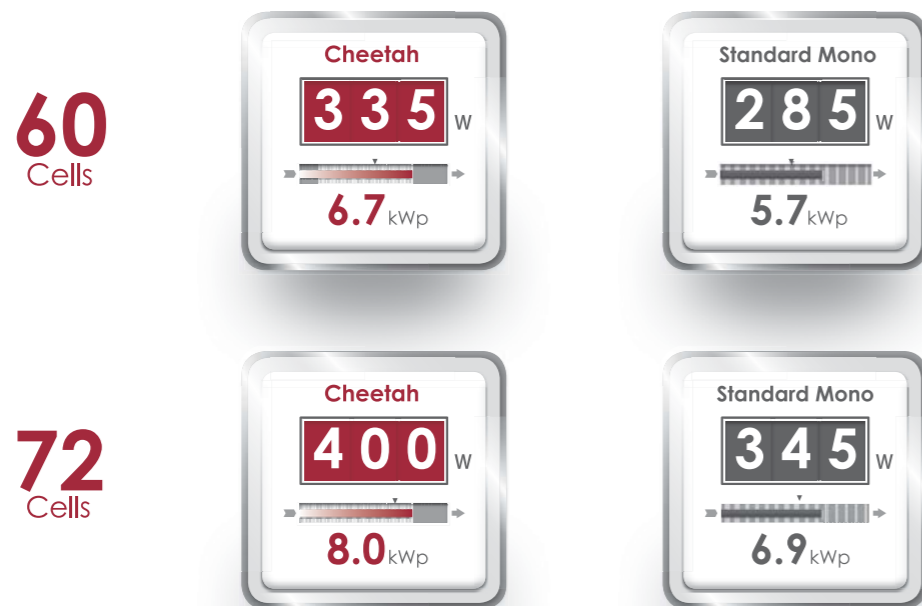 60
Cells
Cheetah
335 W
6.7 kWp
Standard Mono
285 W
5.7 kWp
72
Cells
Cheetah
400 W
8.0 kWp
Standard Mono
345 W
6.9 kWp